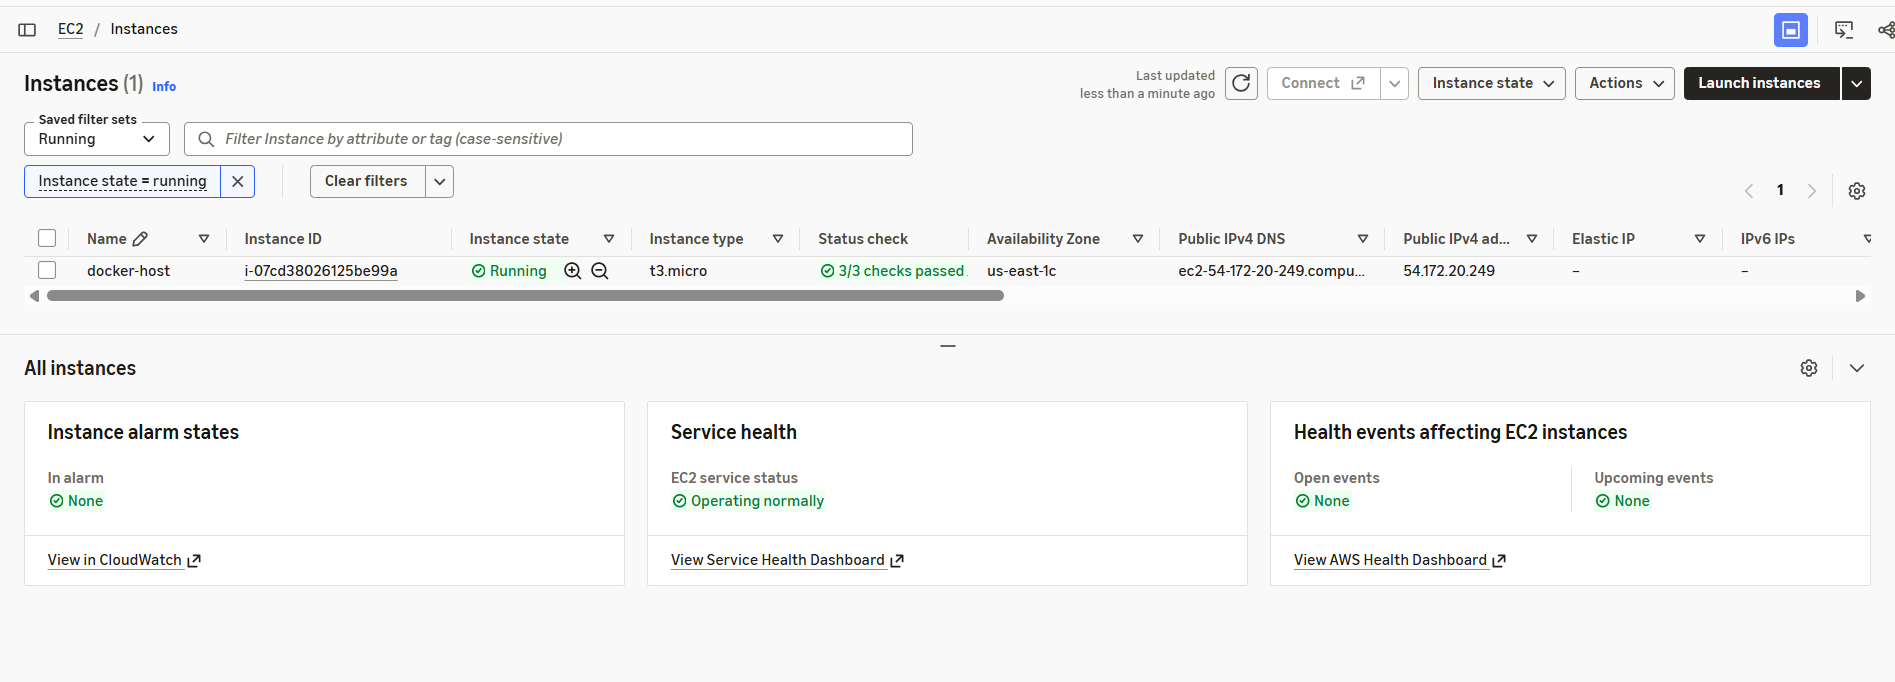 EC2 / Instances
Instances (1) Info
Last updated
less than a minute ago
Connect
Instance state
Actions
Launch instances
Saved filter sets
Running
Filter Instance by attribute or tag (case-sensitive)
Instance state = running
Clear filters
1
Name Instance ID Instance state Instance type Status check Availability Zone Public IPv4 DNS Public IPv4 ad... Elastic IP IPv6 IPs
docker-host i-07cd38026125be99a Running t3.micro 3/3 checks passed us-east-1c ec2-54-172-20-249.compu... 54.172.20.249 – –
All instances
Instance alarm states
In alarm
None
View in CloudWatch
Service health
EC2 service status
Operating normally
View Service Health Dashboard
Health events affecting EC2 instances
Open events
None
Upcoming events
None
View AWS Health Dashboard